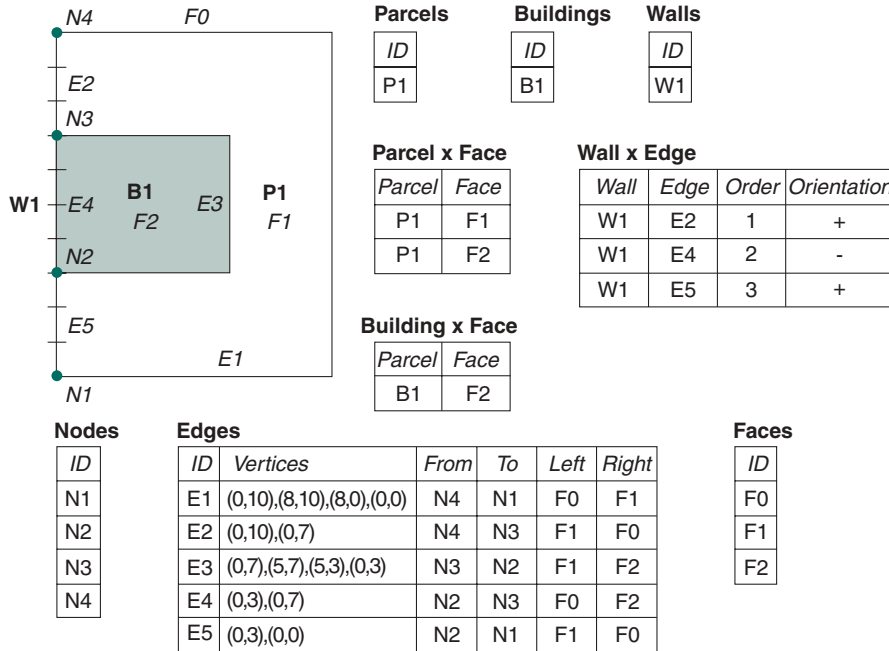 N4 F0
E2
N3
W1 E4 B1 E3 P1
F2 F1
N2
E5
E1
N1
Parcels
ID
P1
Buildings
ID
B1
Walls
ID
W1
Parcel x Face
Parcel Face
P1 F1
P1 F2
Wall x Edge
Wall Edge Order Orientation
W1 E2 1 +
W1 E4 2 -
W1 E5 3 +
Building x Face
Parcel Face
B1 F2
Nodes
ID
N1
N2
N3
N4
Edges
ID Vertices From To Left Right
E1 (0,10),(8,10),(8,0),(0,0) N4 N1 F0 F1
E2 (0,10),(0,7) N4 N3 F1 F0
E3 (0,7),(5,7),(5,3),(0,3) N3 N2 F1 F2
E4 (0,3),(0,7) N2 N3 F0 F2
E5 (0,3),(0,0) N2 N1 F1 F0
Faces
ID
F0
F1
F2